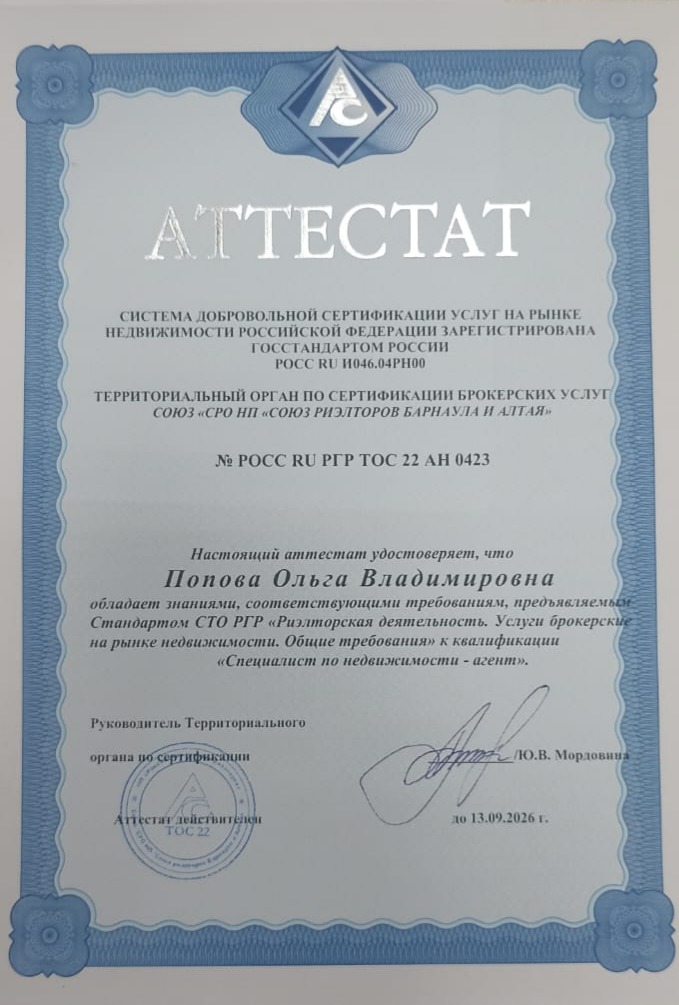 АС
АТТЕСТАТ
СИСТЕМА ДОБРОВОЛЬНОЙ СЕРТИФИКАЦИИ УСЛУГ НА РЫНКЕ
НЕДВИЖИМОСТИ РОССИЙСКОЙ ФЕДЕРАЦИИ ЗАРЕГИСТРИРОВАНА
ГОССТАНДАРТОМ РОССИИ
РОСС RU И046.04РН00
ТЕРРИТОРИАЛЬНЫЙ ОРГАН ПО СЕРТИФИКАЦИИ БРОКЕРСКИХ УСЛУГ
СОЮЗ «СРО НП «СОЮЗ РИЭЛТОРОВ БАРНАУЛА И АЛТАЯ»
№ РОСС RU РГР ТОС 22 АН 0423
Настоящий аттестат удостоверяет, что
Попова Ольга Владимировна
обладает знаниями, соответствующими требованиям, предъявляемым
Стандартом СТО РГР «Риэлторская деятельность. Услуги брокерские
на рынке недвижимости. Общие требования» к квалификации
«Специалист по недвижимости - агент».
Руководитель Территориального
органа по сертификации /Ю.В. Мордовина
Аттестат действителен до 13.09.2026 г.
ТОС 22